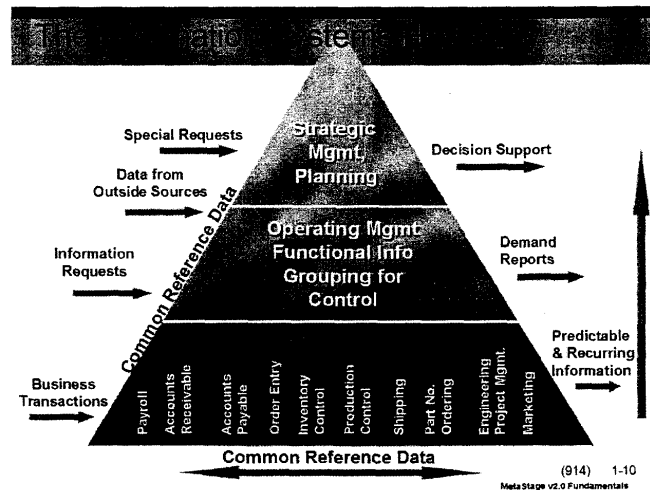 Special Requests
Data from
Outside Sources
Information
Requests
Business
Transactions
Common Reference Data
Strategic
Mgmt,
Planning
Operating Mgmt
Functional Info
Grouping for
Control
Payroll
Accounts
Receivable
Accounts
Payable
Order Entry
Inventory
Control
Production
Control
Shipping
Part No.
Ordering
Engineering
Project Mgmt.
Marketing
Decision Support
Demand
Reports
Predictable
& Recurring
Information
Common Reference Data
(914) 1-10
MetaStage v2.0 Fundamentals